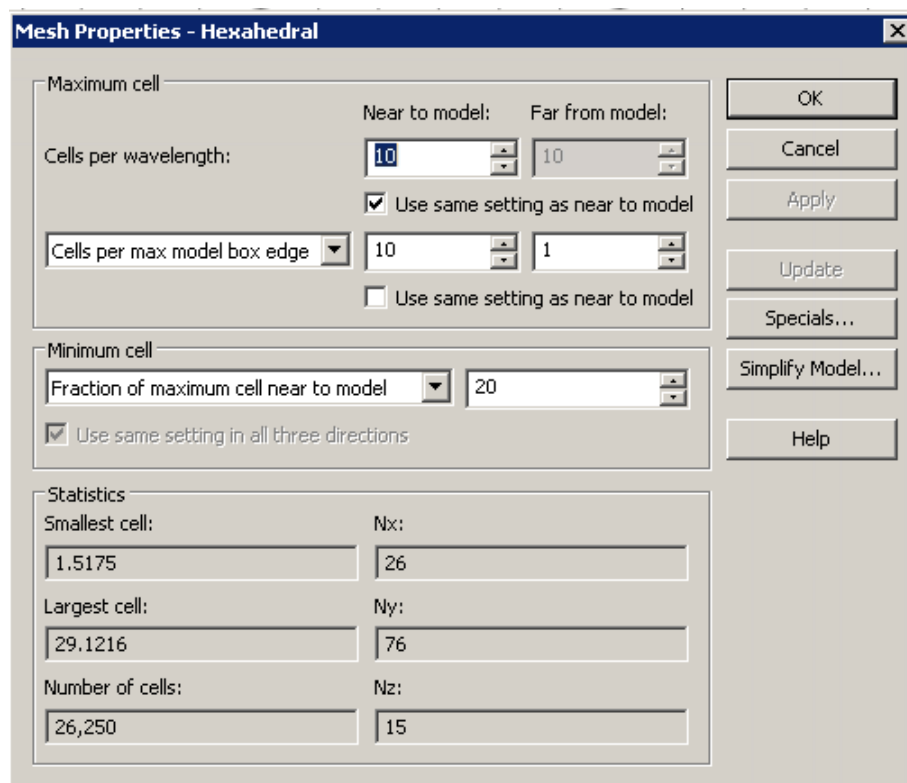 Mesh Properties - Hexahedral
Maximum cell
Near to model: Far from model:
Cells per wavelength: 10 10
Use same setting as near to model
Cells per max model box edge 10 1
Use same setting as near to model
Minimum cell
Fraction of maximum cell near to model 20
Use same setting in all three directions
Statistics
Smallest cell: Nx:
1.5175 26
Largest cell: Ny:
29.1216 76
Number of cells: Nz:
26,250 15
OK
Cancel
Apply
Update
Specials...
Simplify Model...
Help